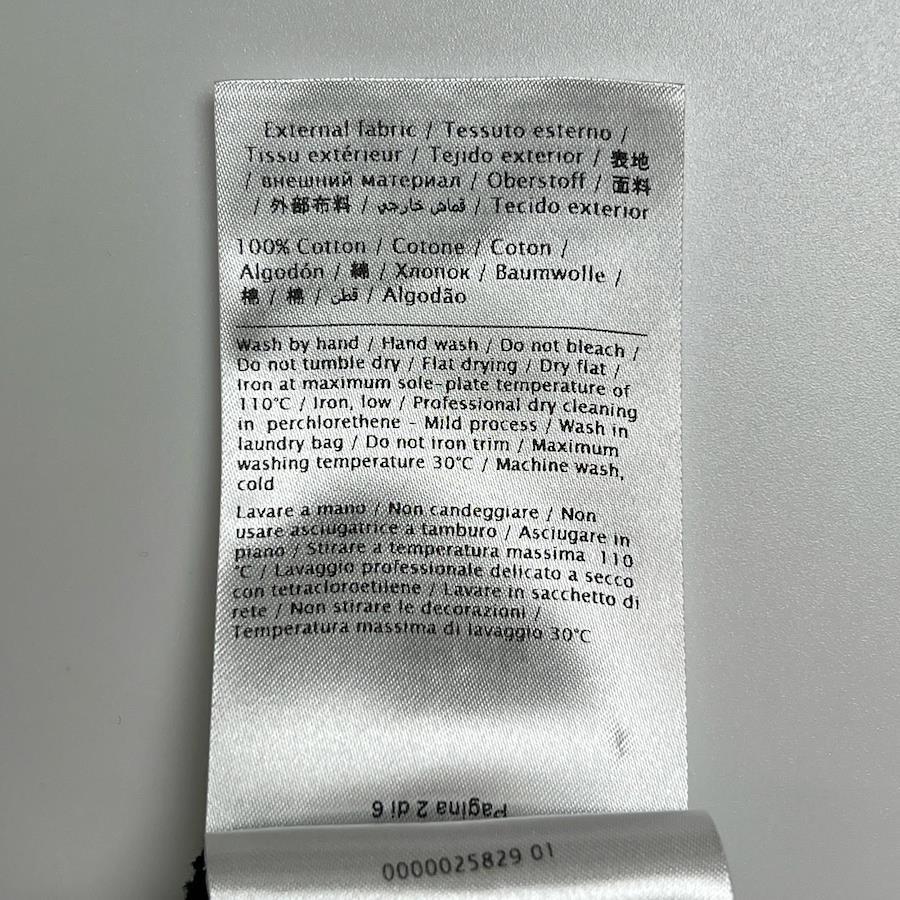 External fabric / Tessuto esterno /
Tissu extérieur / Tejido exterior / 表地
/ внешний материал / Oberstoff / 面料
/ 外部布料 / قماش خارجي / Tecido exterior
100% Cotton / Cotone / Coton /
Algodón / 綿 / Хлопок / Baumwolle /
棉 / 棉 / قطن / Algodão
Wash by hand / Hand wash / Do not bleach /
Do not tumble dry / Flat drying / Dry flat /
Iron at maximum sole-plate temperature of
110°C / Iron, low / Professional dry cleaning
in perchlorethene - Mild process / Wash in
laundry bag / Do not iron trim / Maximum
washing temperature 30°C / Machine wash,
cold
Lavare a mano / Non candeggiare / Non
usare asciugatrice a tamburo / Asciugare in
piano / Stirare a temperatura massima 110
°C / Lavaggio professionale delicato a secco
con tetracloroetilene / Lavare in sacchetto di
rete / Non stirare le decorazioni /
Temperatura massima di lavaggio 30°C
Pagina 2 di 6
0000025829 01